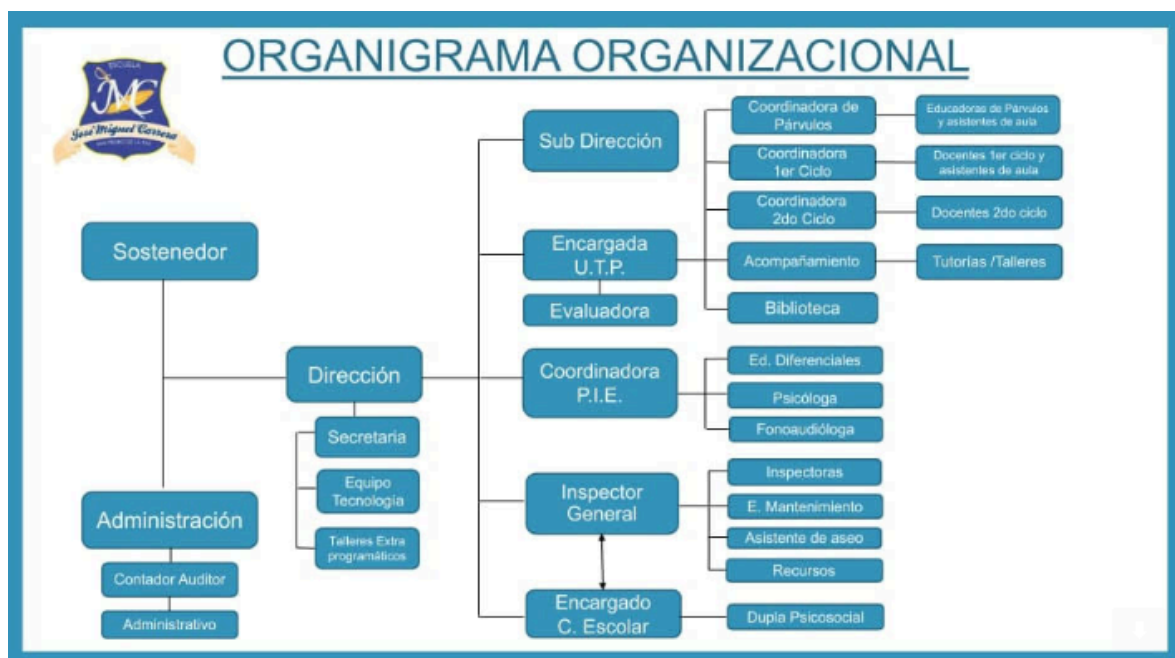 ORGANIGRAMA ORGANIZACIONAL
ESCUELA
JMC
José Miguel Carrera
Sostenedor
Administración
Contador Auditor
Administrativo
Dirección
Secretaria
Equipo
Tecnología
Talleres Extra
programáticos
Sub Dirección
Encargada
U.T.P.
Evaluadora
Coordinadora
P.I.E.
Inspector
General
Encargado
C. Escolar
Coordinadora de
Párvulos
Coordinadora
1er Ciclo
Coordinadora
2do Ciclo
Acompañamiento
Biblioteca
Ed. Diferenciales
Psicóloga
Fonoaudióloga
Inspectoras
E. Mantenimiento
Asistente de aseo
Recursos
Dupla Psicosocial
Educadoras de Párvulos
y asistentes de aula
Docentes 1er ciclo y
asistentes de aula
Docentes 2do ciclo
Tutorías /Talleres